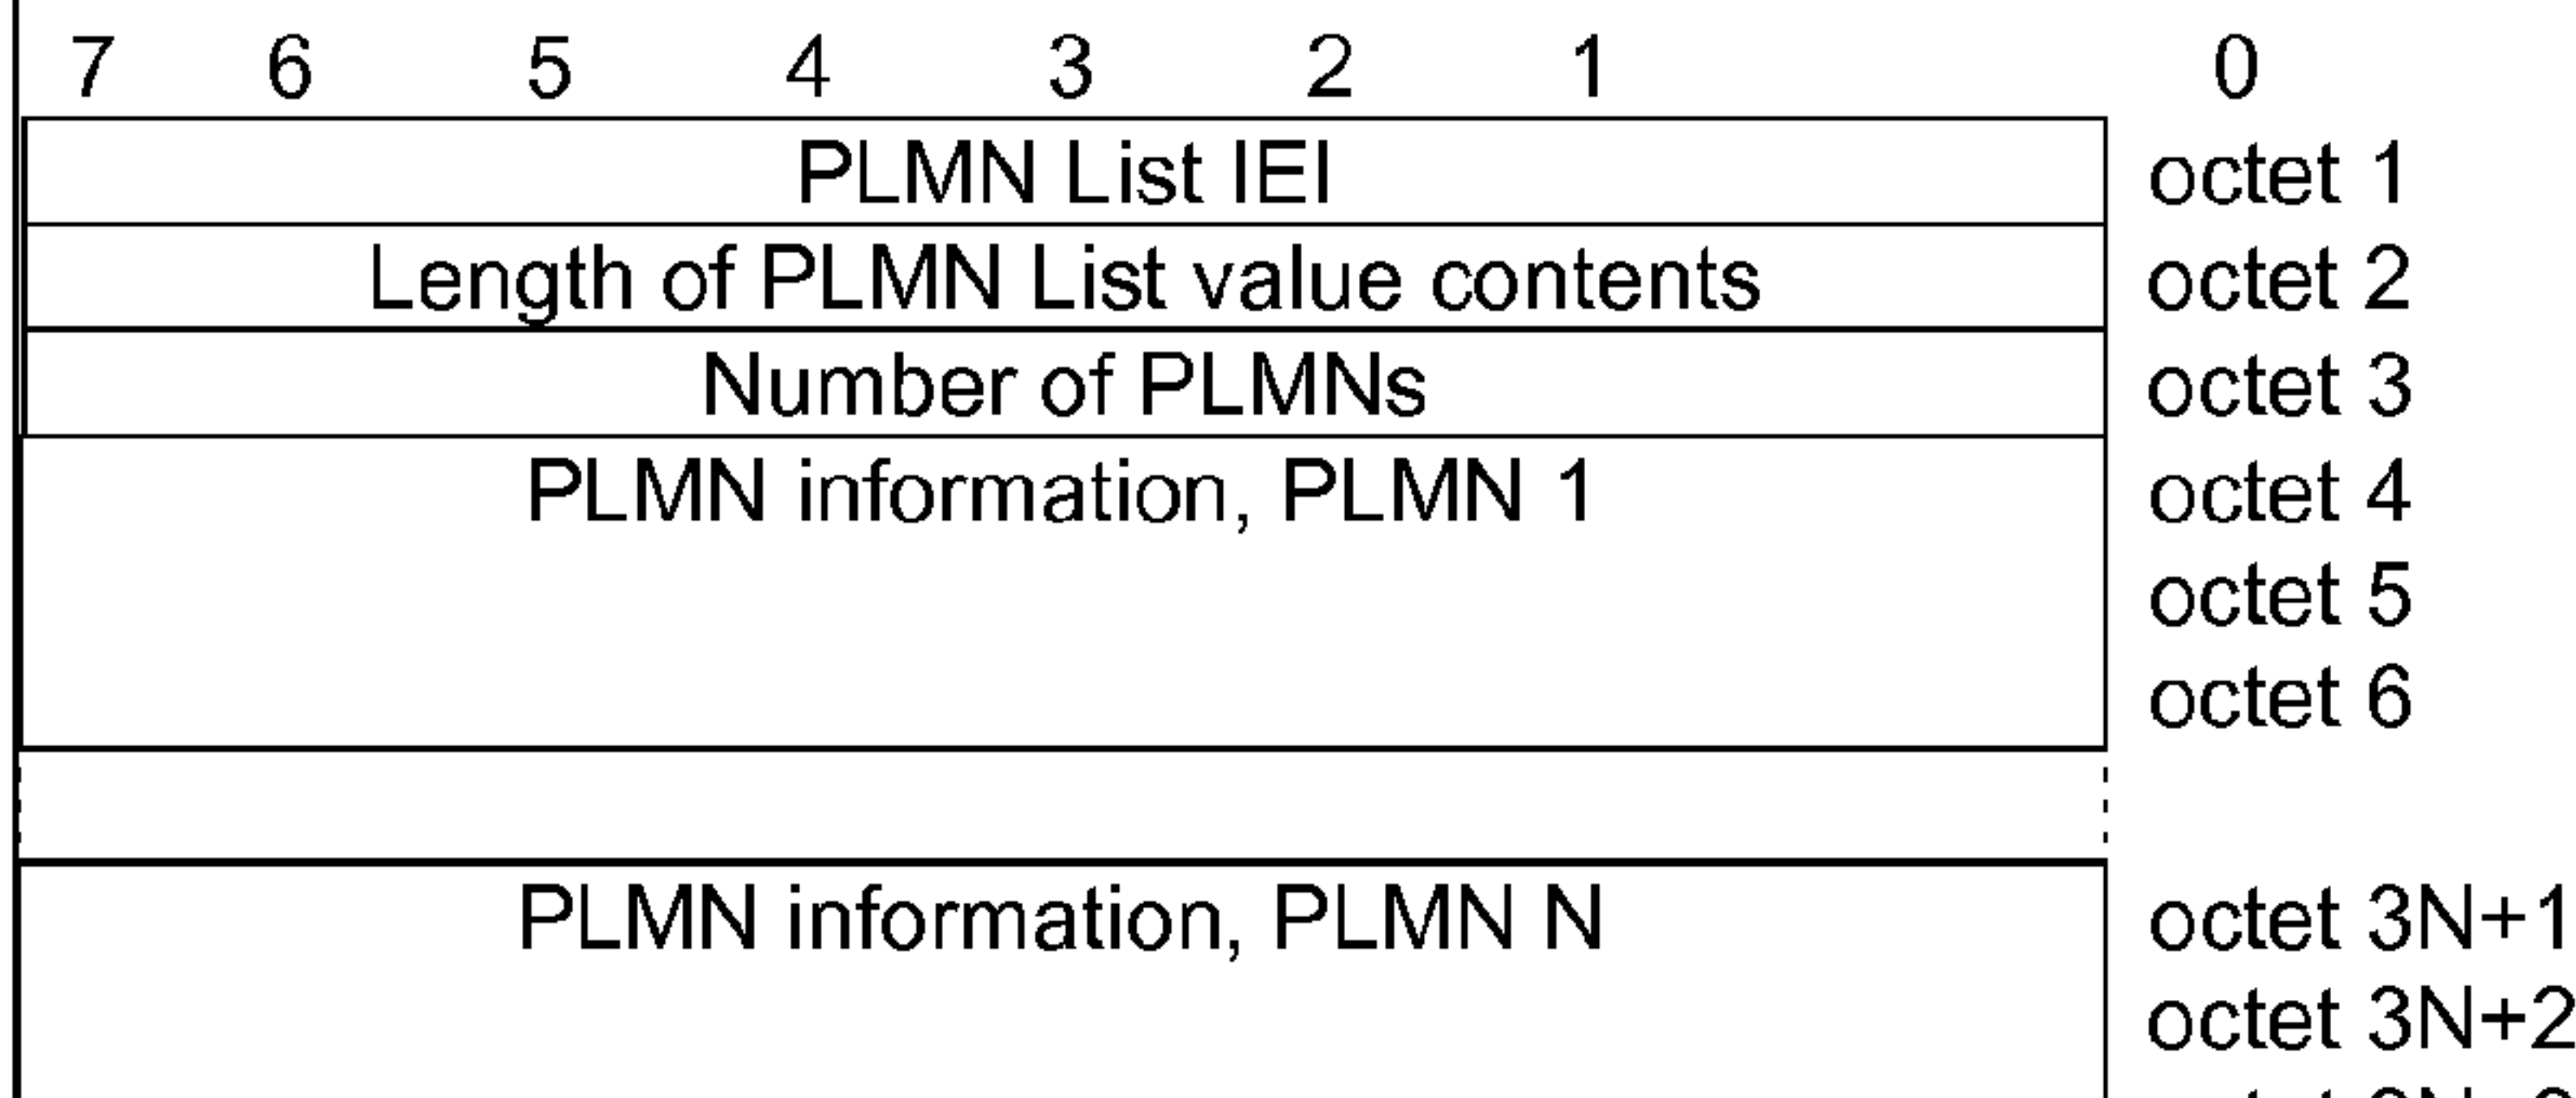 7 6 5 4 3 2 1 0
PLMN List IEI octet 1
Length of PLMN List value contents octet 2
Number of PLMNs octet 3
PLMN information, PLMN 1 octet 4
octet 5
octet 6
PLMN information, PLMN N octet 3N+1
octet 3N+2